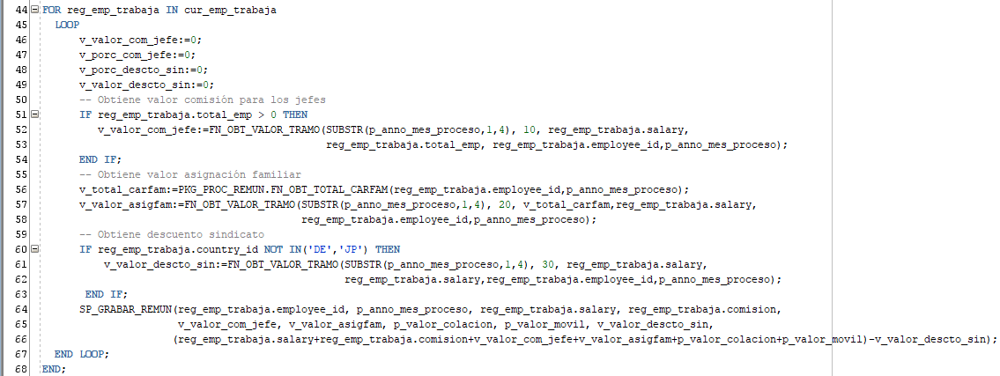 44 FOR reg_emp_trabaja IN cur_emp_trabaja
45   LOOP
46       v_valor_com_jefe:=0;
47       v_porc_com_jefe:=0;
48       v_porc_descto_sin:=0;
49       v_valor_descto_sin:=0;
50       -- Obtiene valor comisión para los jefes
51       IF reg_emp_trabaja.total_emp > 0 THEN
52          v_valor_com_jefe:=FN_OBT_VALOR_TRAMO(SUBSTR(p_anno_mes_proceso,1,4), 10, reg_emp_trabaja.salary,
53                                               reg_emp_trabaja.total_emp, reg_emp_trabaja.employee_id,p_anno_mes_proceso);
54       END IF;
55       -- Obtiene valor asignación familiar
56       v_total_carfam:=PKG_PROC_REMUN.FN_OBT_TOTAL_CARFAM(reg_emp_trabaja.employee_id,p_anno_mes_proceso);
57       v_valor_asigfam:=FN_OBT_VALOR_TRAMO(SUBSTR(p_anno_mes_proceso,1,4), 20, v_total_carfam,reg_emp_trabaja.salary,
58                                           reg_emp_trabaja.employee_id,p_anno_mes_proceso);
59       -- Obtiene descuento sindicato
60       IF reg_emp_trabaja.country_id NOT IN('DE','JP') THEN
61           v_valor_descto_sin:=FN_OBT_VALOR_TRAMO(SUBSTR(p_anno_mes_proceso,1,4), 30, reg_emp_trabaja.salary,
62                                                  reg_emp_trabaja.salary,reg_emp_trabaja.employee_id,p_anno_mes_proceso);
63        END IF;
64       SP_GRABAR_REMUN(reg_emp_trabaja.employee_id, p_anno_mes_proceso, reg_emp_trabaja.salary, reg_emp_trabaja.comision,
65                       v_valor_com_jefe, v_valor_asigfam, p_valor_colacion, p_valor_movil, v_valor_descto_sin,
66                      (reg_emp_trabaja.salary+reg_emp_trabaja.comision+v_valor_com_jefe+v_valor_asigfam+p_valor_colacion+p_valor_movil)-v_valor_descto_sin);
67   END LOOP;
68 END;